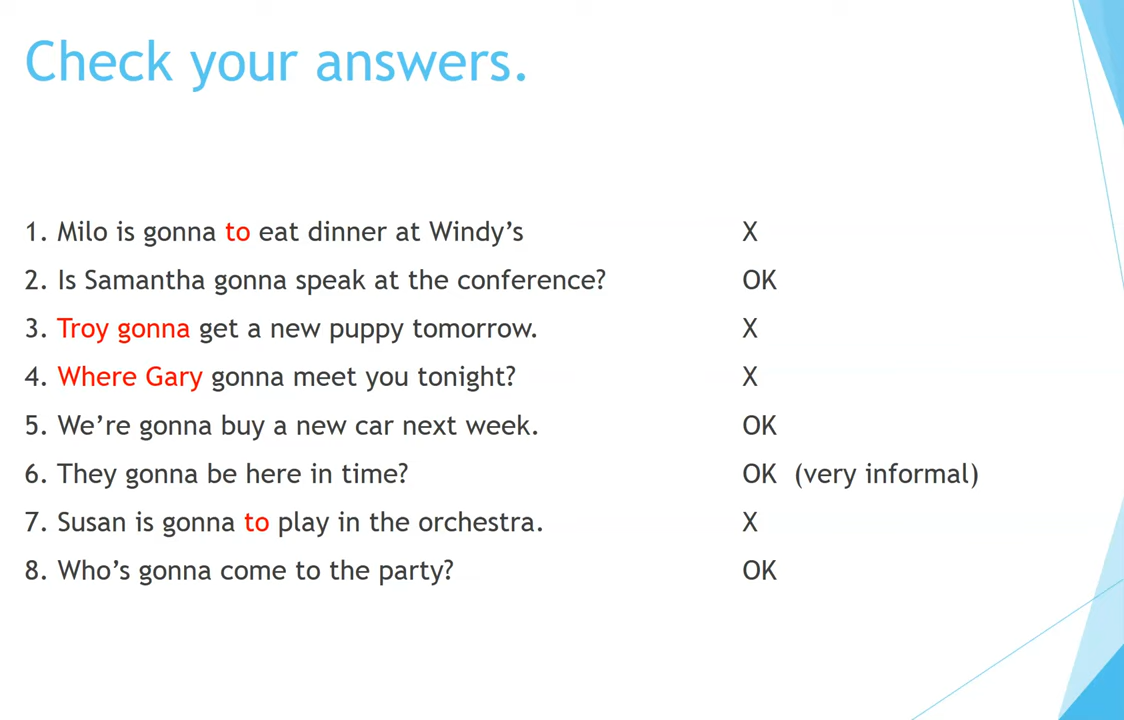 Check your answers.
1. Milo is gonna to eat dinner at Windy’s X
2. Is Samantha gonna speak at the conference? OK
3. Troy gonna get a new puppy tomorrow. X
4. Where Gary gonna meet you tonight? X
5. We’re gonna buy a new car next week. OK
6. They gonna be here in time? OK (very informal)
7. Susan is gonna to play in the orchestra. X
8. Who’s gonna come to the party? OK